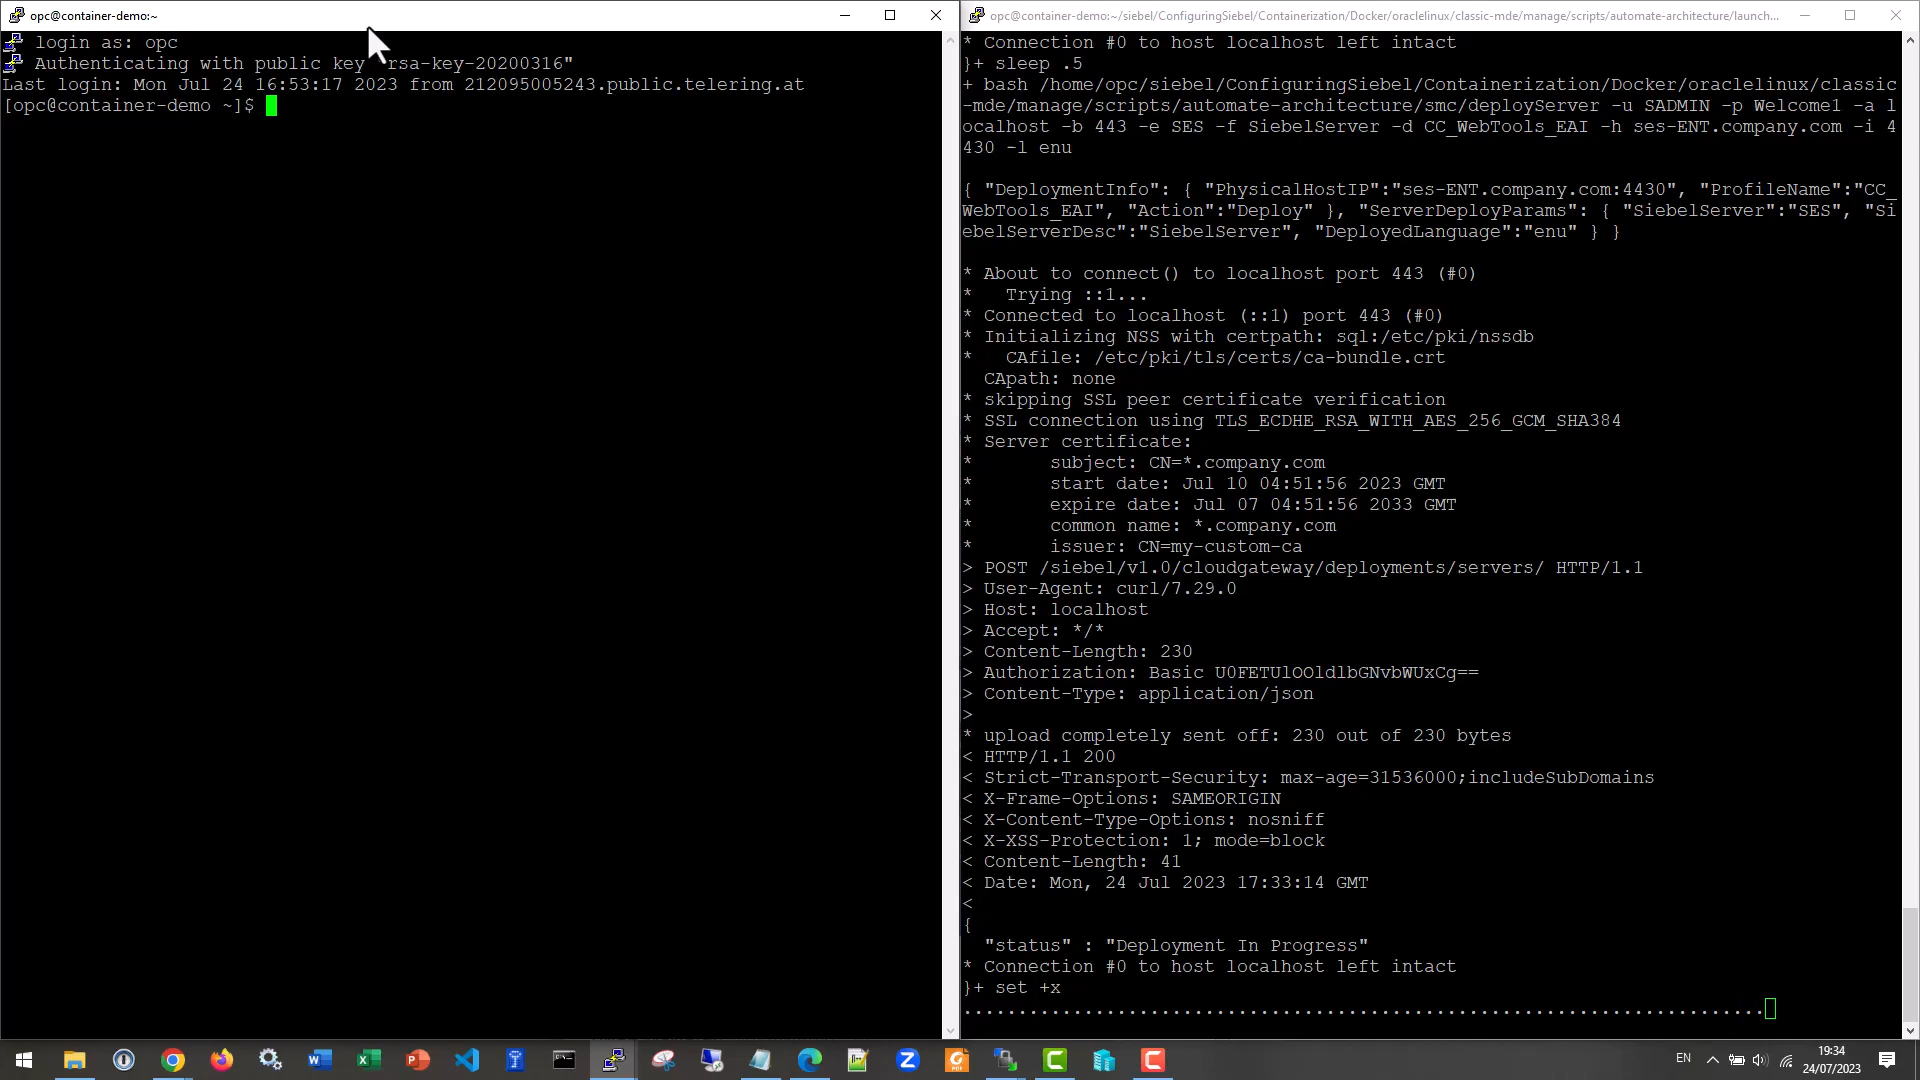 opc@container-demo:~
login as: opc
Authenticating with public key "rsa-key-20200316"
Last login: Mon Jul 24 16:53:17 2023 from 212095005243.public.telering.at
[opc@container-demo ~]$
opc@container-demo:~/siebel/ConfiguringSiebel/Containerization/Docker/oraclelinux/classic-mde/manage/scripts/automate-architecture/launch...
* Connection #0 to host localhost left intact
}+ sleep .5
+ bash /home/opc/siebel/ConfiguringSiebel/Containerization/Docker/oraclelinux/classic
-mde/manage/scripts/automate-architecture/smc/deployServer -u SADMIN -p Welcome1 -a l
ocalhost -b 443 -e SES -f SiebelServer -d CC_WebTools_EAI -h ses-ENT.company.com -i 4
430 -l enu
{ "DeploymentInfo": { "PhysicalHostIP":"ses-ENT.company.com:4430", "ProfileName":"CC_
WebTools_EAI", "Action":"Deploy" }, "ServerDeployParams": { "SiebelServer":"SES", "Si
ebelServerDesc":"SiebelServer", "DeployedLanguage":"enu" } }
* About to connect() to localhost port 443 (#0)
*   Trying ::1...
* Connected to localhost (::1) port 443 (#0)
* Initializing NSS with certpath: sql:/etc/pki/nssdb
*   CAfile: /etc/pki/tls/certs/ca-bundle.crt
  CApath: none
* skipping SSL peer certificate verification
* SSL connection using TLS_ECDHE_RSA_WITH_AES_256_GCM_SHA384
* Server certificate:
*       subject: CN=*.company.com
*       start date: Jul 10 04:51:56 2023 GMT
*       expire date: Jul 07 04:51:56 2033 GMT
*       common name: *.company.com
*       issuer: CN=my-custom-ca
> POST /siebel/v1.0/cloudgateway/deployments/servers/ HTTP/1.1
> User-Agent: curl/7.29.0
> Host: localhost
> Accept: */*
> Content-Length: 230
> Authorization: Basic U0FETUlOOldlbGNvbWUxCg==
> Content-Type: application/json
>
* upload completely sent off: 230 out of 230 bytes
< HTTP/1.1 200
< Strict-Transport-Security: max-age=31536000;includeSubDomains
< X-Frame-Options: SAMEORIGIN
< X-Content-Type-Options: nosniff
< X-XSS-Protection: 1; mode=block
< Content-Length: 41
< Date: Mon, 24 Jul 2023 17:33:14 GMT
<
{
  "status" : "Deployment In Progress"
* Connection #0 to host localhost left intact
}+ set +x
.........................................................................
EN
19:34
24/07/2023